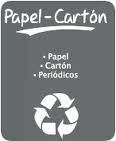 Papel-Cartón
• Papel
• Cartón
• Periódicos